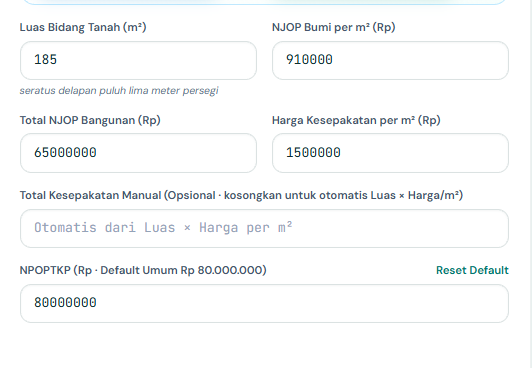 Luas Bidang Tanah (m²) NJOP Bumi per m² (Rp)
185 910000
seratus delapan puluh lima meter persegi
Total NJOP Bangunan (Rp) Harga Kesepakatan per m² (Rp)
65000000 1500000
Total Kesepakatan Manual (Opsional · kosongkan untuk otomatis Luas × Harga/m²)
Otomatis dari Luas × Harga per m²
NPOPTKP (Rp · Default Umum Rp 80.000.000) Reset Default
80000000